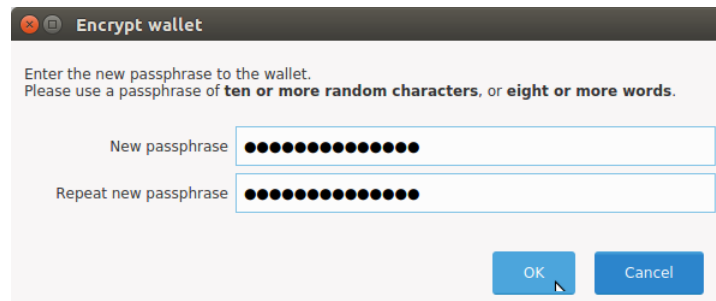 Encrypt wallet
Enter the new passphrase to the wallet.
Please use a passphrase of ten or more random characters, or eight or more words.
New passphrase ●●●●●●●●●●●●●●
Repeat new passphrase ●●●●●●●●●●●●●●
OK Cancel